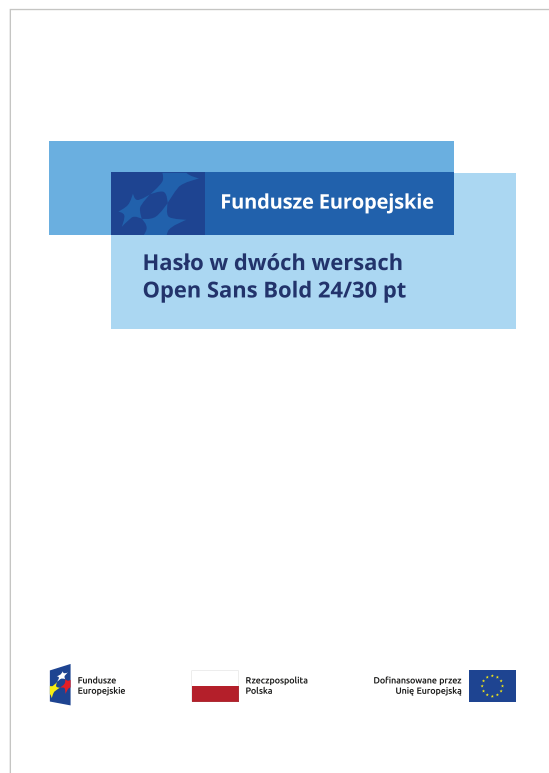 Fundusze Europejskie
Hasło w dwóch wersach
Open Sans Bold 24/30 pt
Fundusze
Europejskie
Rzeczpospolita
Polska
Dofinansowane przez
Unię Europejską